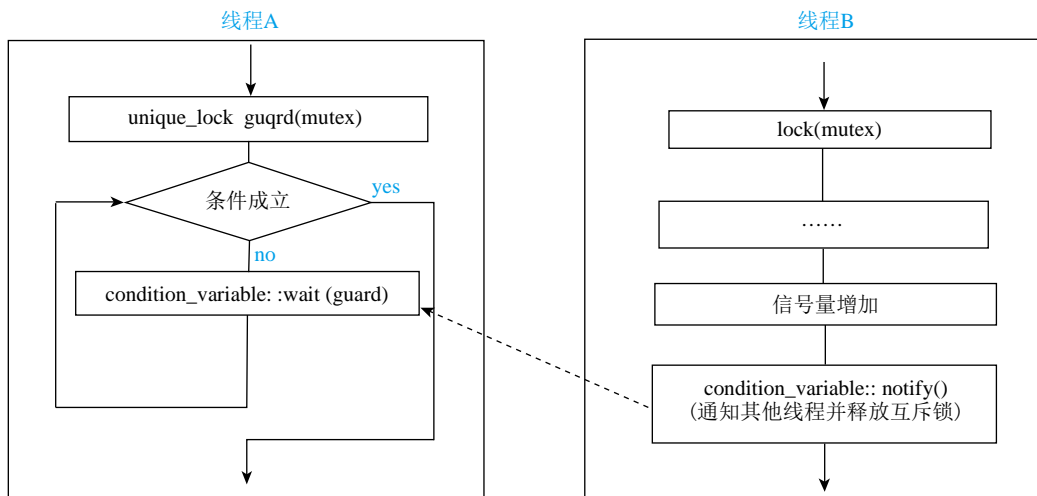 线程A
unique_lock guqrd(mutex)
条件成立
yes
no
condition_variable: :wait (guard)
线程B
lock(mutex)
……
信号量增加
condition_variable:: notify()
(通知其他线程并释放互斥锁)